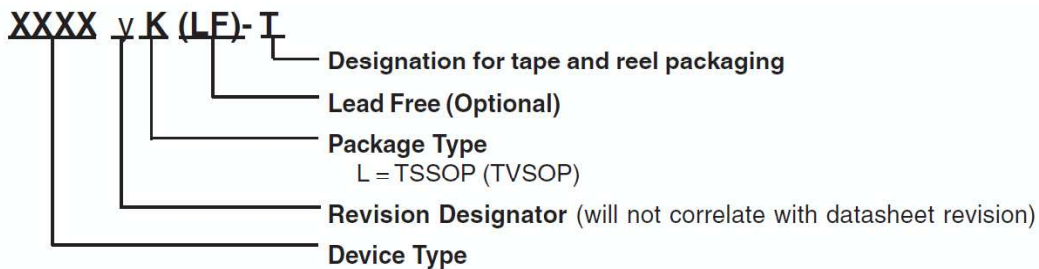 XXXX y K (LF)- T
Designation for tape and reel packaging
Lead Free (Optional)
Package Type
L = TSSOP (TVSOP)
Revision Designator (will not correlate with datasheet revision)
Device Type